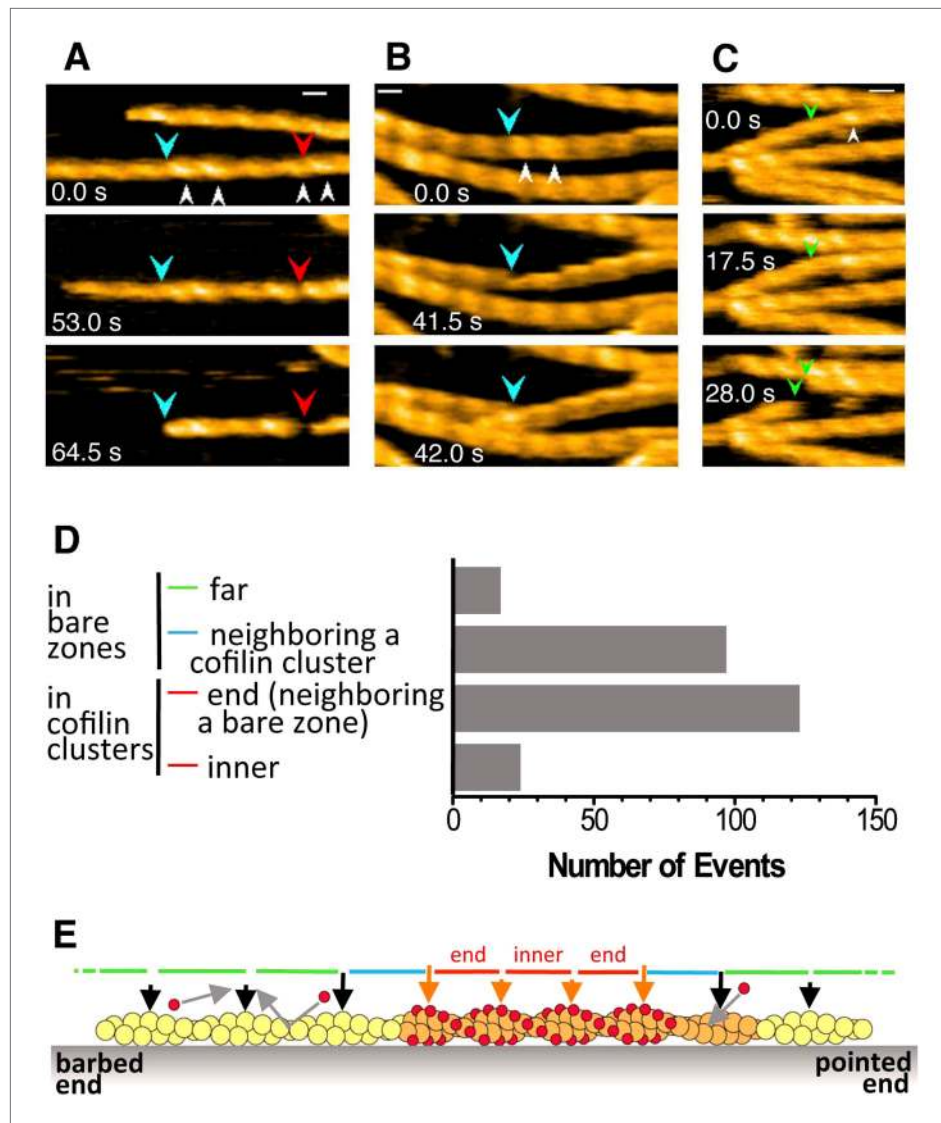 A
B
C
0.0 s
0.0 s
0.0 s
53.0 s
41.5 s
17.5 s
64.5 s
42.0 s
28.0 s
D
in
bare
zones
far
neighboring a
cofilin cluster
in
cofilin
clusters
end (neighboring
a bare zone)
inner
0
50
100
150
Number of Events
E
end
inner
end
barbed
end
pointed
end